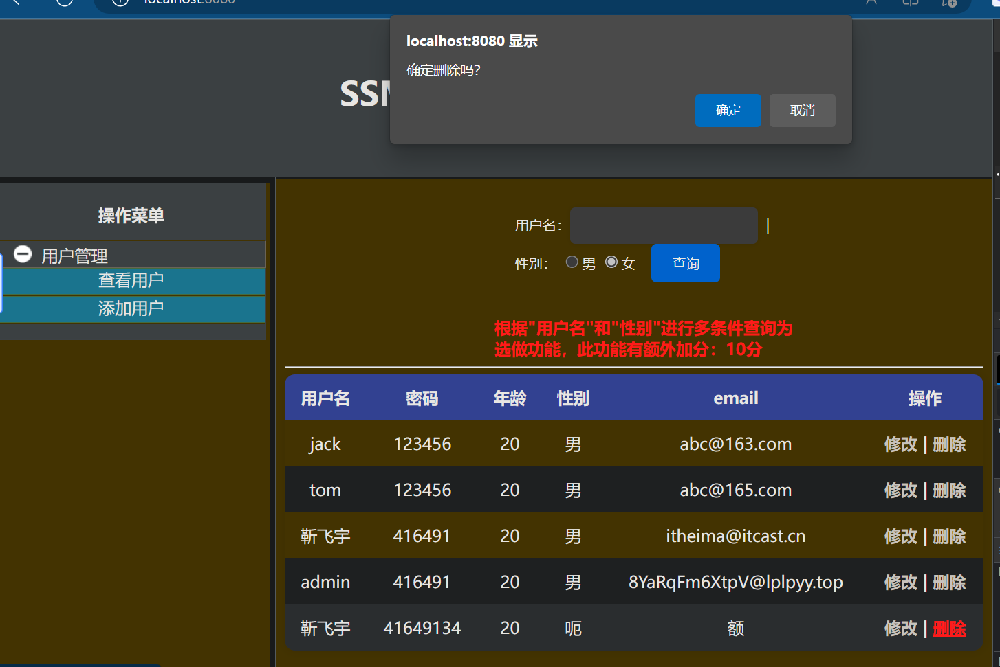 localhost:8080
localhost:8080 显示
确定删除吗?
确定 取消
SSM
操作菜单
用户管理
查看用户
添加用户
用户名: |
性别: 男 女 查询
根据"用户名"和"性别"进行多条件查询为
选做功能，此功能有额外加分：10分
用户名 密码 年龄 性别 email 操作
jack 123456 20 男 abc@163.com 修改 | 删除
tom 123456 20 男 abc@165.com 修改 | 删除
靳飞宇 416491 20 男 itheima@itcast.cn 修改 | 删除
admin 416491 20 男 8YaRqFm6XtpV@lplpyy.top 修改 | 删除
靳飞宇 41649134 20 呃 额 修改 | 删除